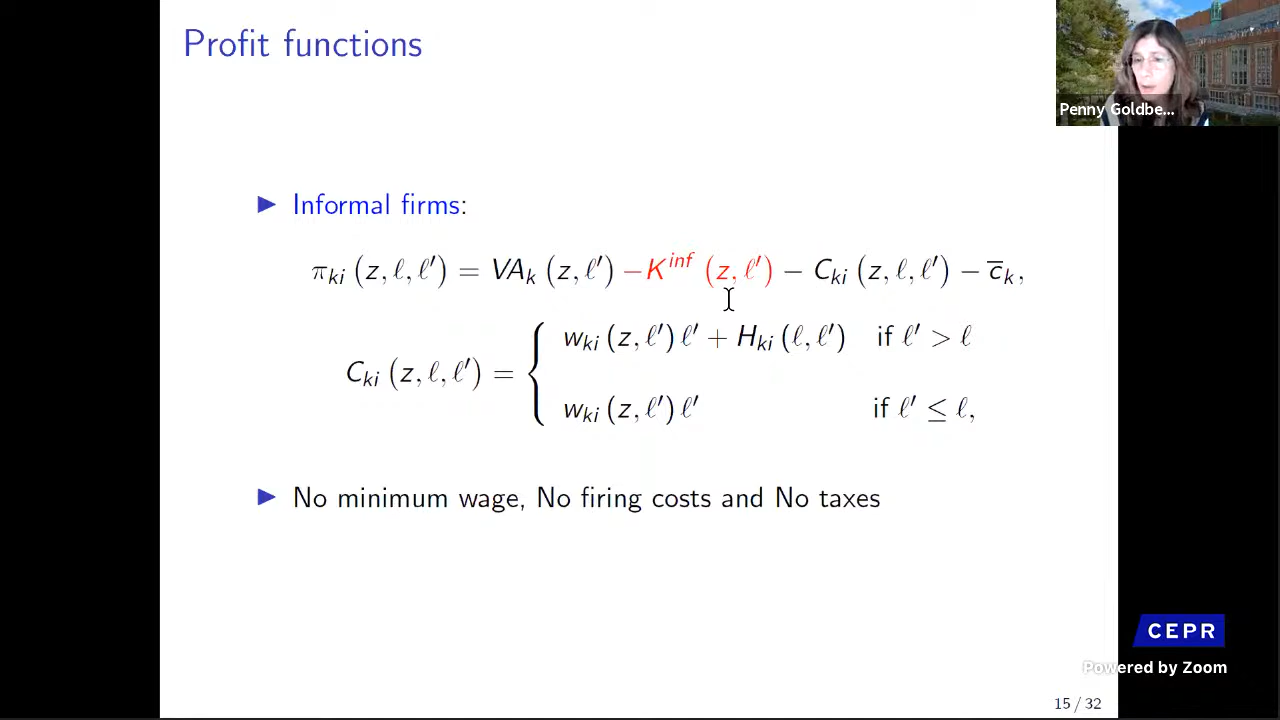 Profit functions
Penny Goldbe...
▶ Informal firms:
πki (z, ℓ, ℓ′) = VAk (z, ℓ′) −K^inf (z, ℓ′) − Cki (z, ℓ, ℓ′) − c̅k,
Cki (z, ℓ, ℓ′) = { wki (z, ℓ′) ℓ′ + Hki (ℓ, ℓ′) if ℓ′ > ℓ
wki (z, ℓ′) ℓ′ if ℓ′ ≤ ℓ,
▶ No minimum wage, No firing costs and No taxes
CEPR
Powered by Zoom
15 / 32